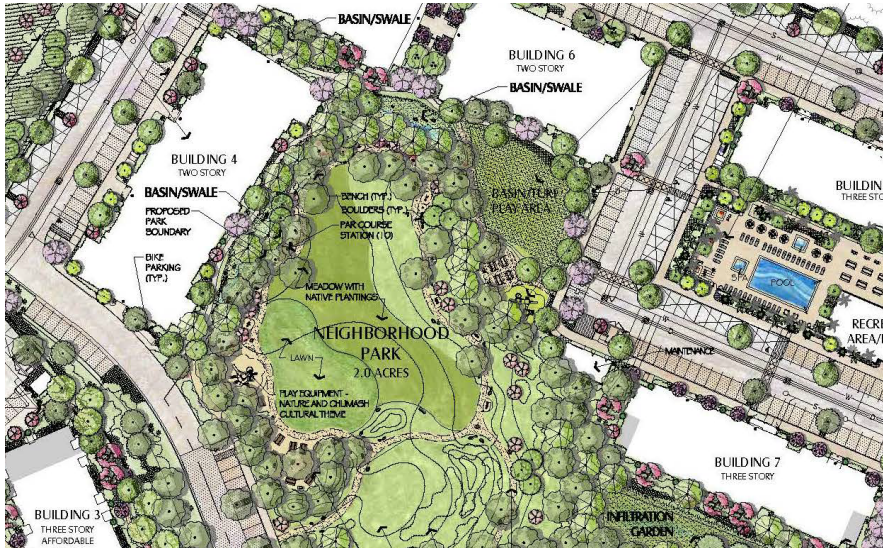 BASIN/SWALE
BUILDING 6
TWO STORY
BASIN/SWALE
BUILDING 4
TWO STORY
BASIN/SWALE
PROPOSED
PARK
BOUNDARY
BIKE
PARKING
(TYP.)
BENCH (TYP.)
BOULDERS (TYP.)
PAR COURSE
STATION (10)
BASIN/TURF
PLAY AREA
MEADOW WITH
NATIVE PLANTINGS
NEIGHBORHOOD
PARK
2.0 ACRES
LAWN
PLAY EQUIPMENT -
NATURE AND CHUMASH
CULTURAL THEME
BUILDIN
THREE STO
SPA
POOL
RECRE
AREA/
MAINTENANCE
BUILDING 7
THREE STORY
INFILTRATION
GARDEN
BUILDING 3
THREE STORY
AFFORDABLE